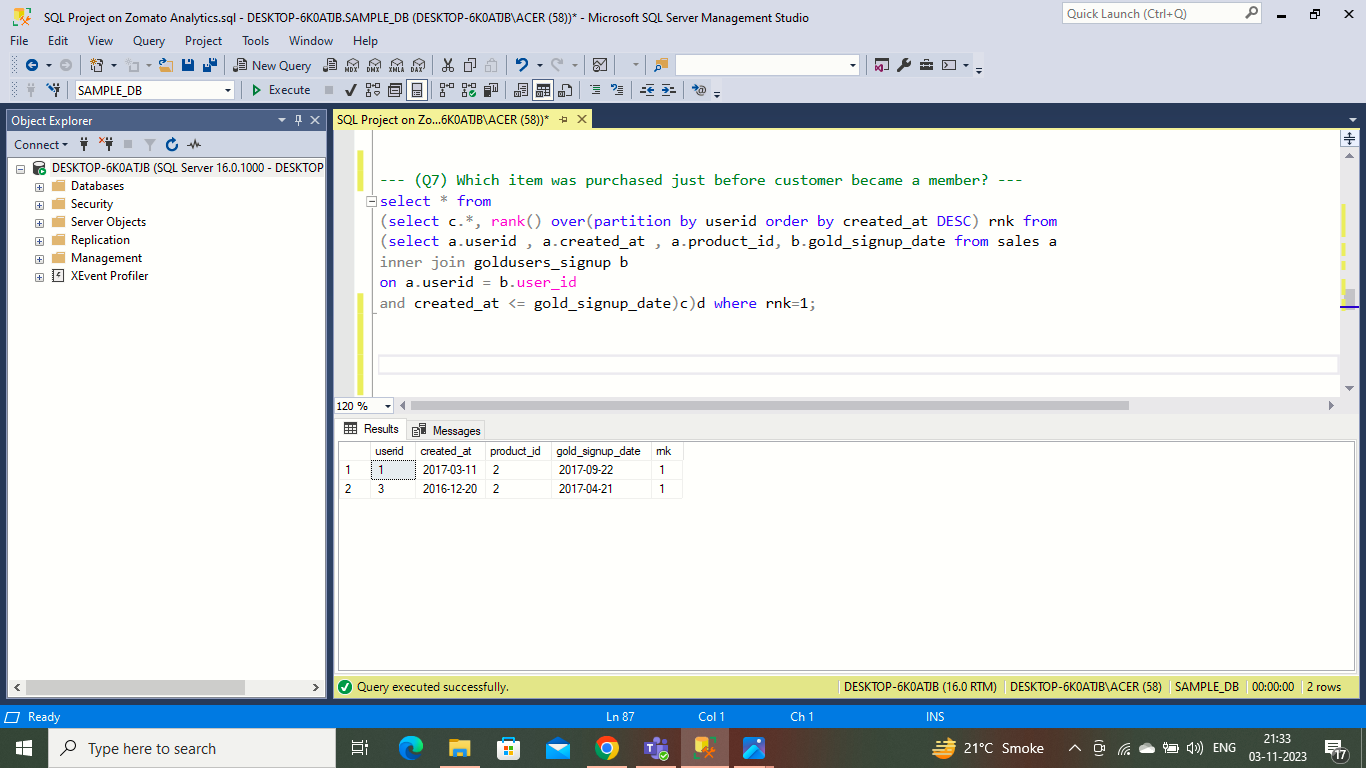 SQL Project on Zomato Analytics.sql - DESKTOP-6K0ATJB.SAMPLE_DB (DESKTOP-6K0ATJB\ACER (58))* - Microsoft SQL Server Management Studio
Quick Launch (Ctrl+Q)
File Edit View Query Project Tools Window Help
New Query
MDX DMX XMLA DAX
SAMPLE_DB
Execute
Object Explorer
SQL Project on Zo...6K0ATJB\ACER (58))*
Connect
DESKTOP-6K0ATJB (SQL Server 16.0.1000 - DESKTOP
Databases
Security
Server Objects
Replication
Management
XEvent Profiler
--- (Q7) Which item was purchased just before customer became a member? ---
select * from
(select c.*, rank() over(partition by userid order by created_at DESC) rnk from
(select a.userid , a.created_at , a.product_id, b.gold_signup_date from sales a
inner join goldusers_signup b
on a.userid = b.user_id
and created_at <= gold_signup_date)c)d where rnk=1;
120 %
Results Messages
userid created_at product_id gold_signup_date rnk
1 1 2017-03-11 2 2017-09-22 1
2 3 2016-12-20 2 2017-04-21 1
Query executed successfully.
DESKTOP-6K0ATJB (16.0 RTM) DESKTOP-6K0ATJB\ACER (58) SAMPLE_DB 00:00:00 2 rows
Ready Ln 87 Col 1 Ch 1 INS
Type here to search
21°C Smoke
ENG
21:33
03-11-2023
17